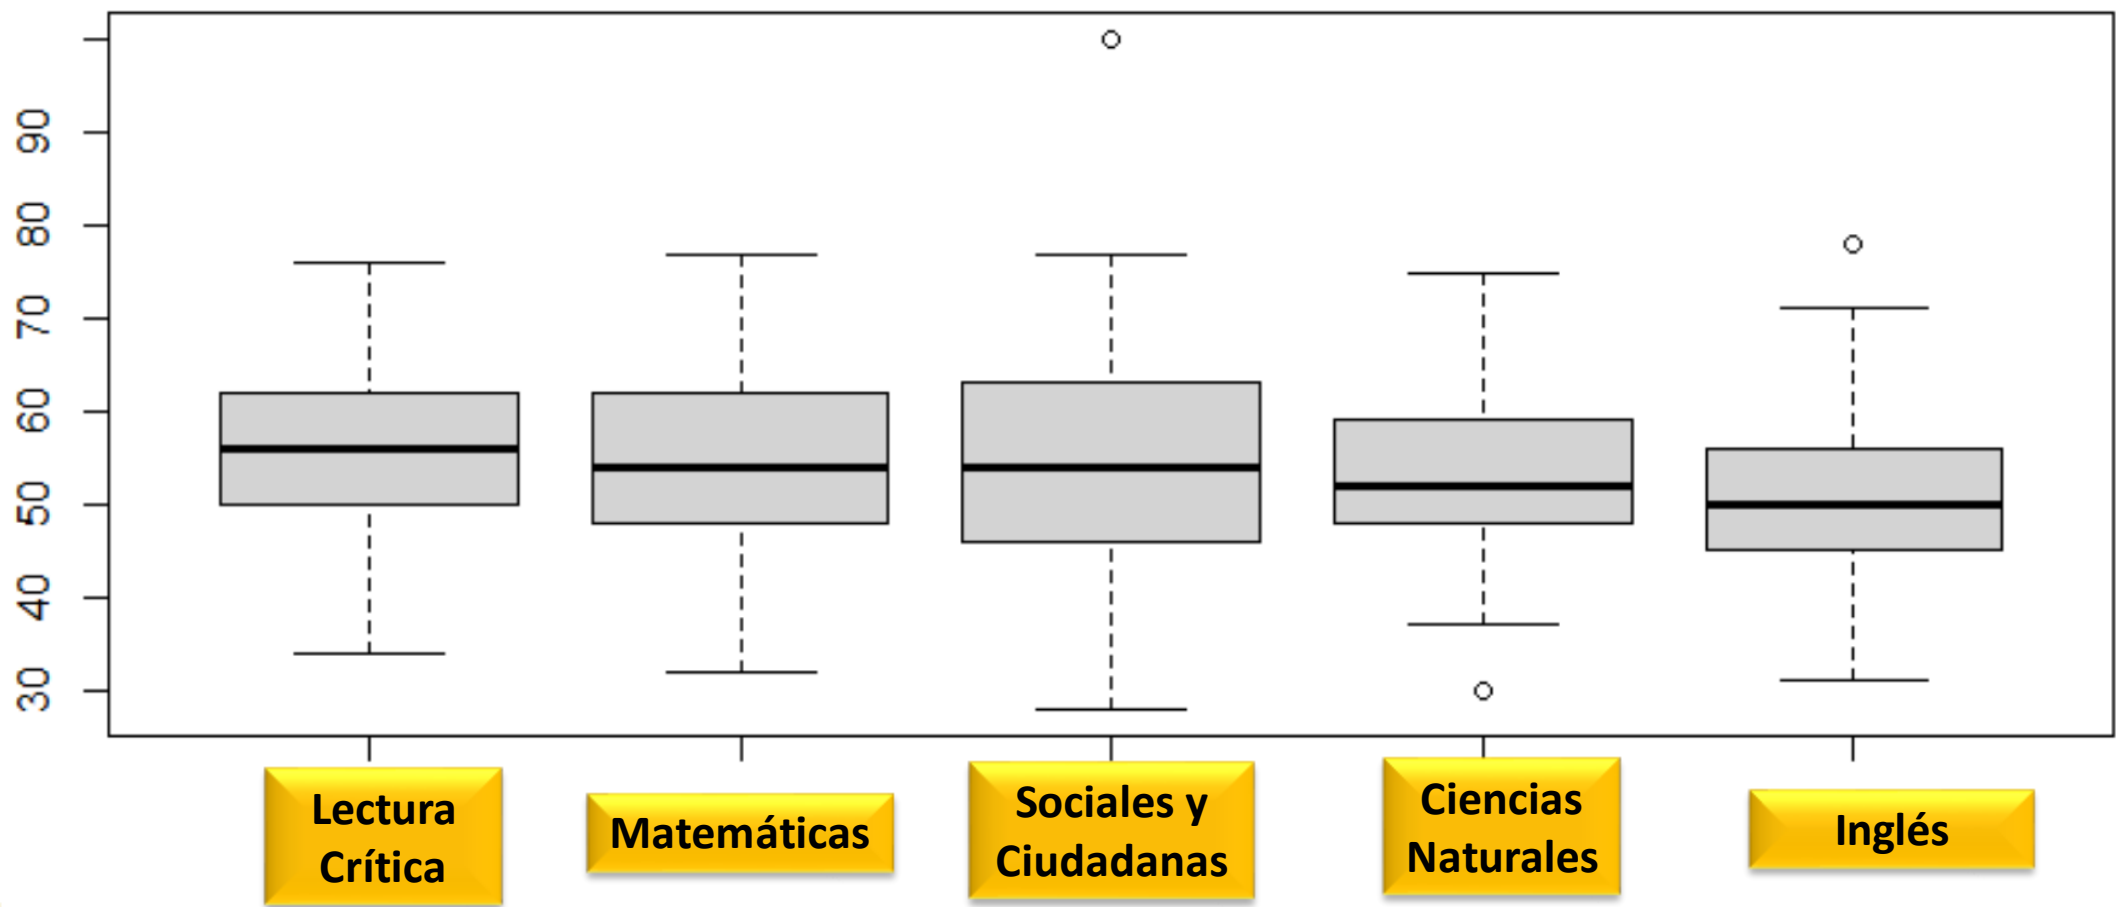 90
80
70
60
50
40
30
Lectura
Crítica
Matemáticas
Sociales y
Ciudadanas
Ciencias
Naturales
Inglés